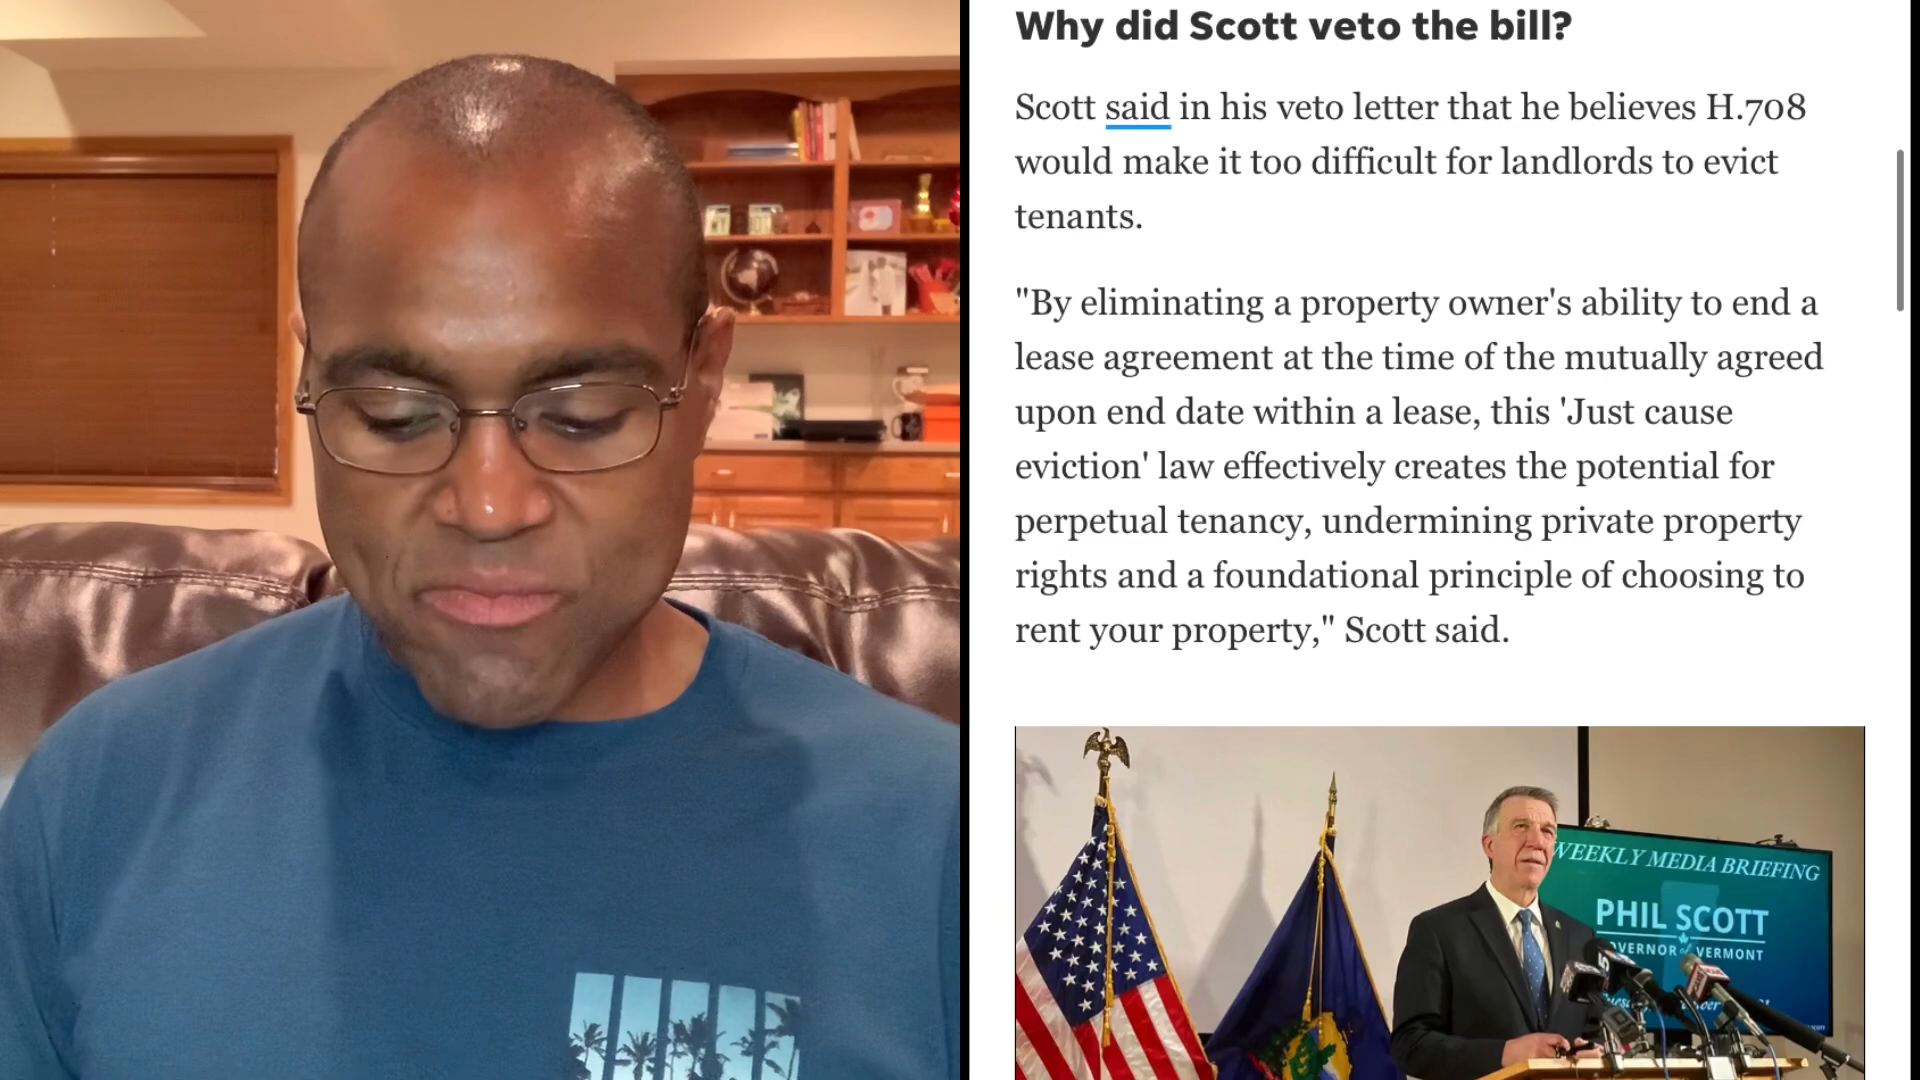 Why did Scott veto the bill?
Scott said in his veto letter that he believes H.708
would make it too difficult for landlords to evict
tenants.
"By eliminating a property owner's ability to end a
lease agreement at the time of the mutually agreed
upon end date within a lease, this 'Just cause
eviction' law effectively creates the potential for
perpetual tenancy, undermining private property
rights and a foundational principle of choosing to
rent your property," Scott said.
WEEKLY MEDIA BRIEFING
PHIL SCOTT
GOVERNOR of VERMONT
5